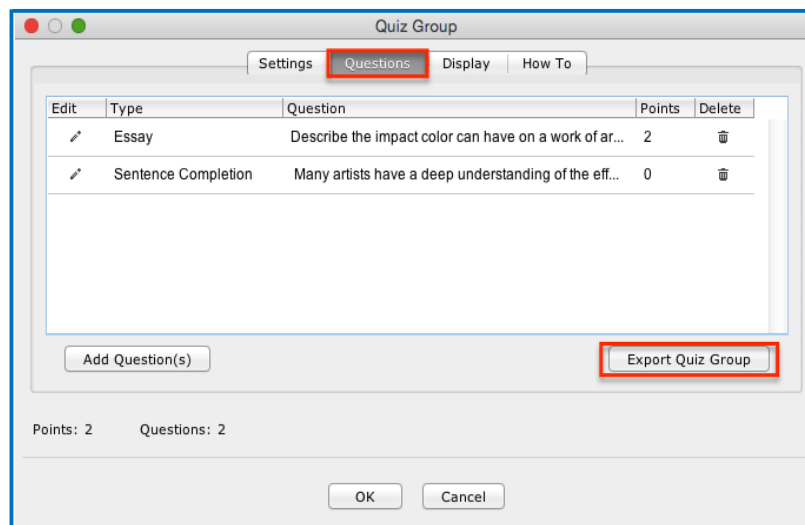 Quiz Group
Settings Questions Display How To
Edit Type Question Points Delete
Essay Describe the impact color can have on a work of ar... 2
Sentence Completion Many artists have a deep understanding of the eff... 0
Add Question(s) Export Quiz Group
Points: 2 Questions: 2
OK Cancel